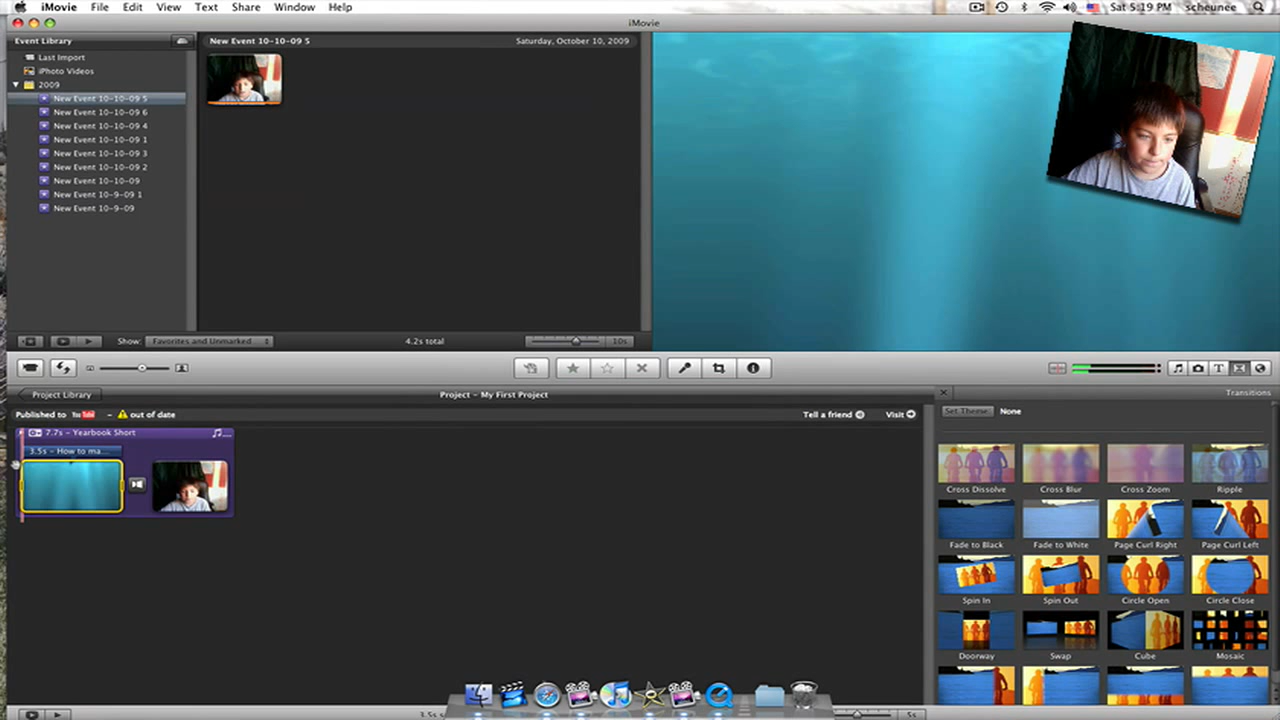 iMovie File Edit View Text Share Window Help Sat 5:19 PM scheunee
iMovie
Event Library
New Event 10-10-09 5 Saturday, October 10, 2009
Last Import
iPhoto Videos
2009
New Event 10-10-09 5
New Event 10-10-09 6
New Event 10-10-09 4
New Event 10-10-09 1
New Event 10-10-09 3
New Event 10-10-09 2
New Event 10-10-09
New Event 10-9-09 1
New Event 10-9-09
Show: Favorites and Unmarked 4.2s total 10s
Project Library Project - My First Project Transitions
Published to You Tube - out of date Tell a friend Visit
Set Theme: None
7.7s - Yearbook Short
3.5s - How to ma...
Cross Dissolve Cross Blur Cross Zoom Ripple
Fade to Black Fade to White Page Curl Right Page Curl Left
Spin In Spin Out Circle Open Circle Close
Doorway Swap Cube Mosaic
3.5s 5s